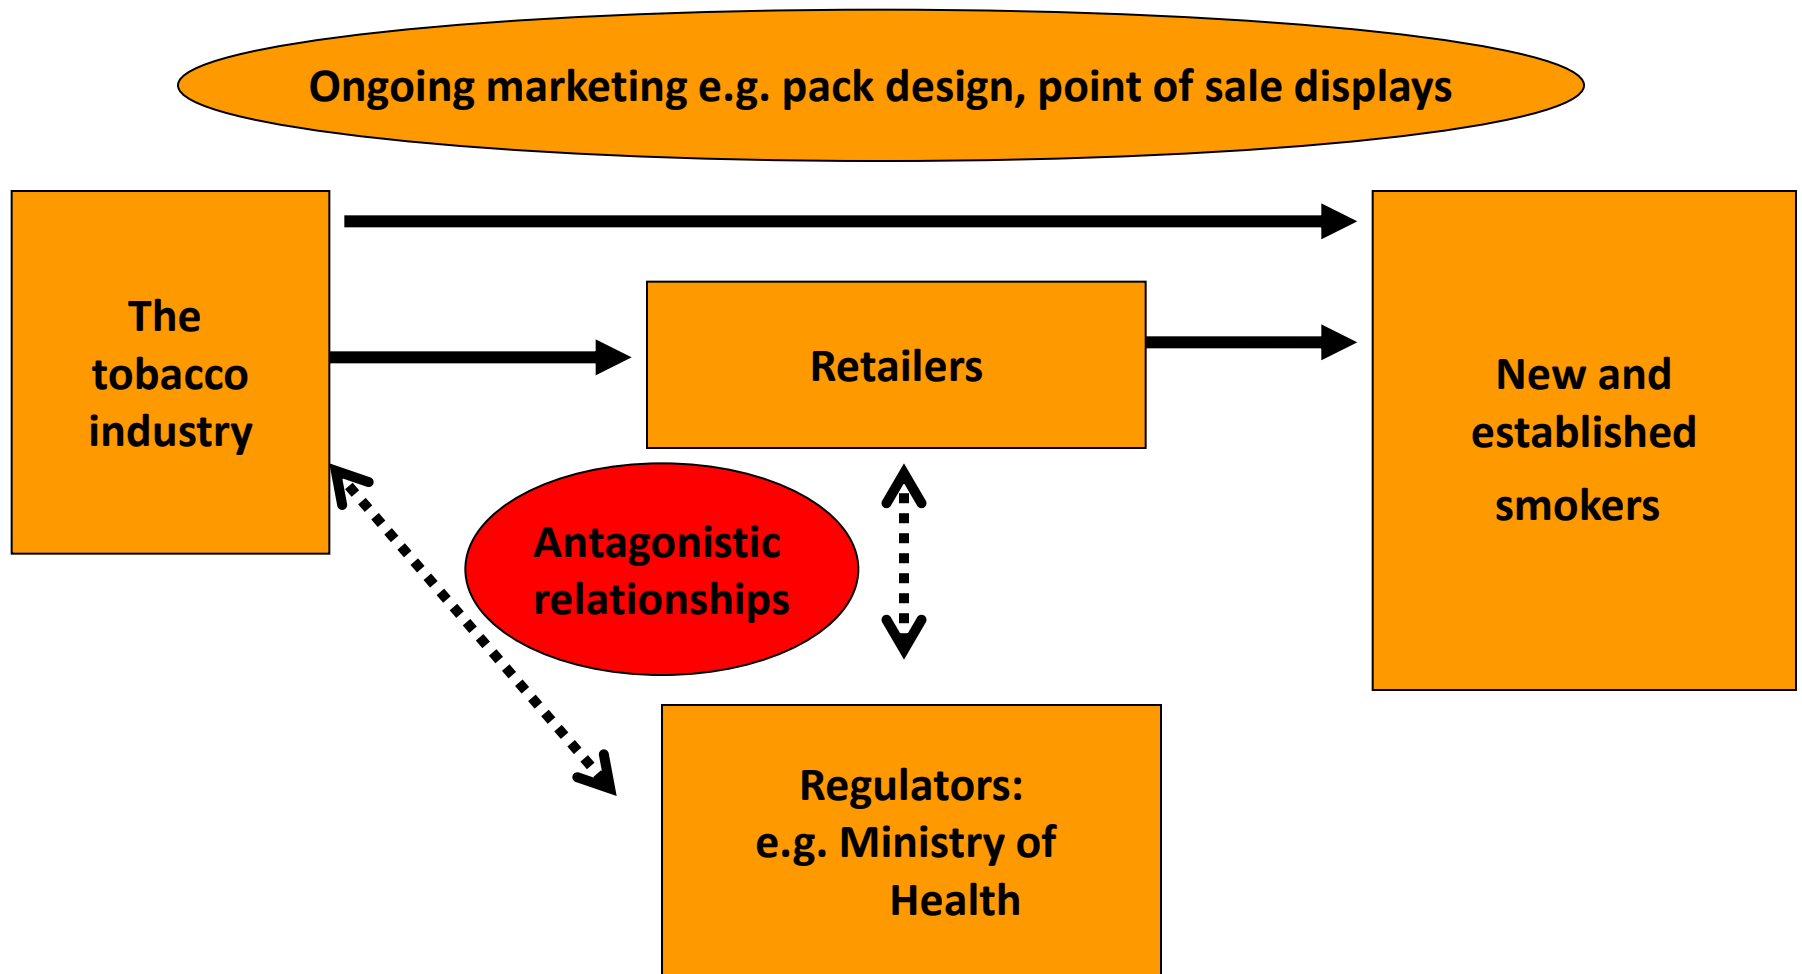 Ongoing marketing e.g. pack design, point of sale displays
The
tobacco
industry
Retailers
New and
established
smokers
Antagonistic
relationships
Regulators:
e.g. Ministry of
Health